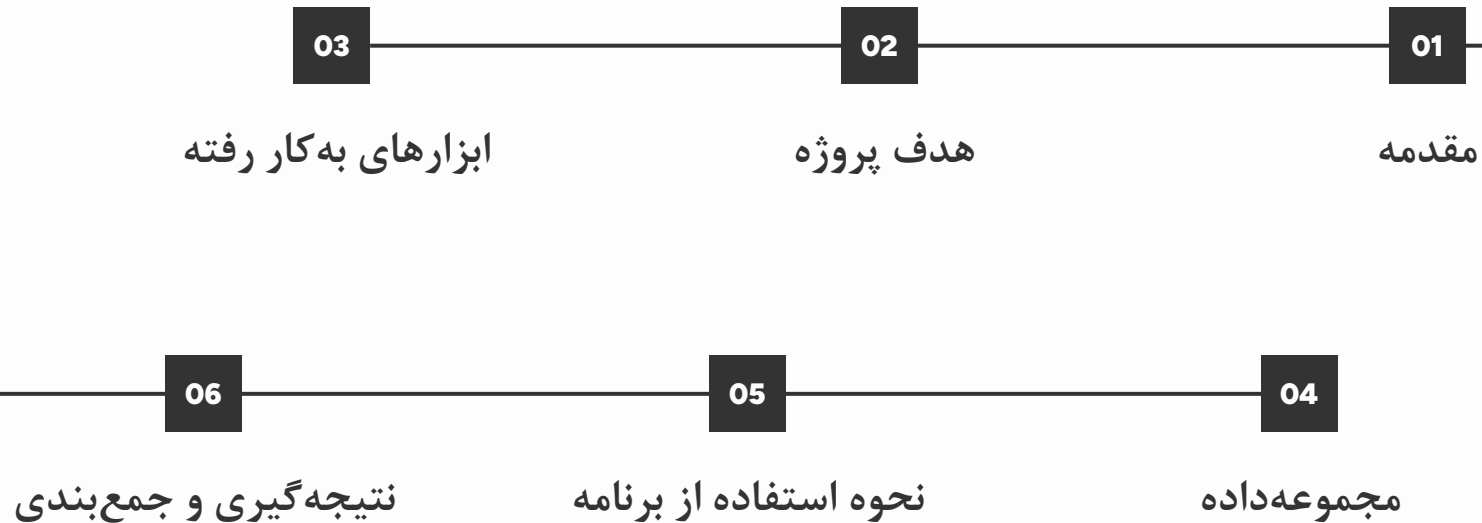 01
مقدمه
02
هدف پروژه
03
ابزارهای به‌کار رفته
04
مجموعه‌داده
05
نحوه استفاده از برنامه
06
نتیجه‌گیری و جمع‌بندی